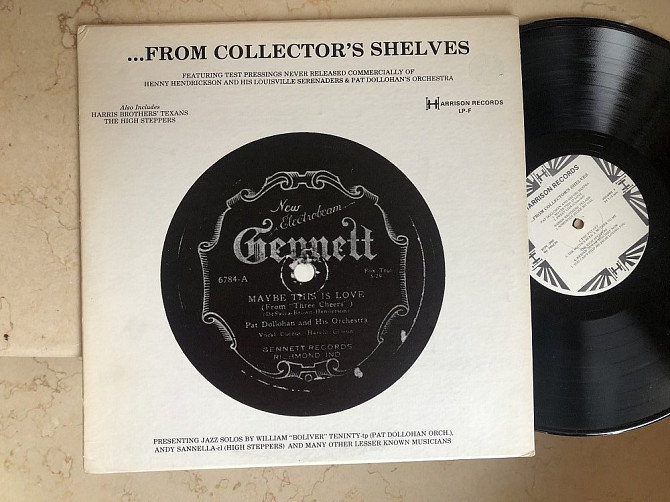 ...FROM COLLECTOR'S SHELVES
FEATURING TEST PRESSINGS NEVER RELEASED COMMERCIALLY OF
HENNY HENDRICKSON AND HIS LOUISVILLE SERENADERS & PAT DOLLOHAN'S ORCHESTRA
Also Includes
HARRIS BROTHERS' TEXANS
THE HIGH STEPPERS
HARRISON RECORDS
LP-F
New
Electrobeam
Gennett
6784-A
Fox Trot
MAYBE THIS IS LOVE
(From "Three Cheers")
Pat Dollohan and His Orchestra
Vocal Chorus,
GENNETT RECORDS
RICHMOND IND
PRESENTING JAZZ SOLOS BY WILLIAM "BOLIVER" TENINTY-tp (PAT DOLLOHAN ORCH.),
ANDY SANNELLA-cl (HIGH STEPPERS) AND MANY OTHER LESSER KNOWN MUSICIANS
HARRISON RECORDS
...FROM COLLECTOR'S SHELVES